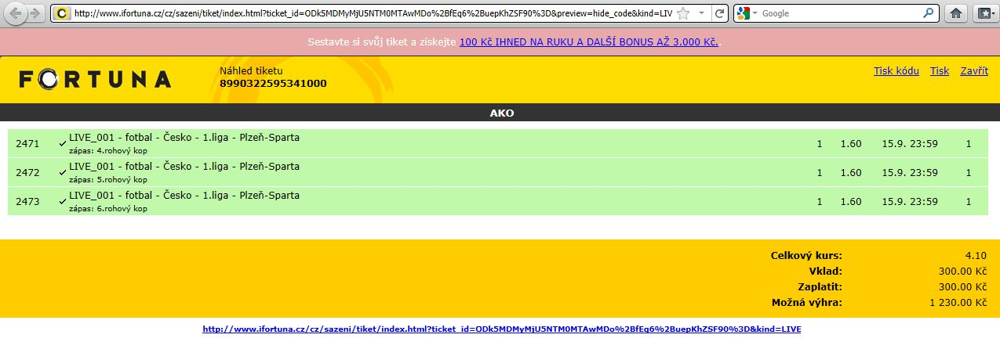 http://www.ifortuna.cz/cz/sazeni/tiket/index.html?ticket_id=ODk5MDMyMjU5NTM0MTAwMDo%2BfEq6%2BuepKhZSF90%3D&preview=hide_code&kind=LIV
Google
Sestavte si svůj tiket a získejte 100 Kč IHNED NA RUKU A DALŠÍ BONUS AŽ 3.000 Kč..
FORTUNA
Náhled tiketu
8990322595341000
Tisk kódu Tisk Zavřít
AKO
2471 LIVE_001 - fotbal - Česko - 1.liga - Plzeň-Sparta 1 1.60 15.9. 23:59 1
zápas: 4.rohový kop
2472 LIVE_001 - fotbal - Česko - 1.liga - Plzeň-Sparta 1 1.60 15.9. 23:59 1
zápas: 5.rohový kop
2473 LIVE_001 - fotbal - Česko - 1.liga - Plzeň-Sparta 1 1.60 15.9. 23:59 1
zápas: 6.rohový kop
Celkový kurs: 4.10
Vklad: 300.00 Kč
Zaplatit: 300.00 Kč
Možná výhra: 1 230.00 Kč
http://www.ifortuna.cz/cz/sazeni/tiket/index.html?ticket_id=ODk5MDMyMjU5NTM0MTAwMDo%2BfEq6%2BuepKhZSF90%3D&kind=LIVE